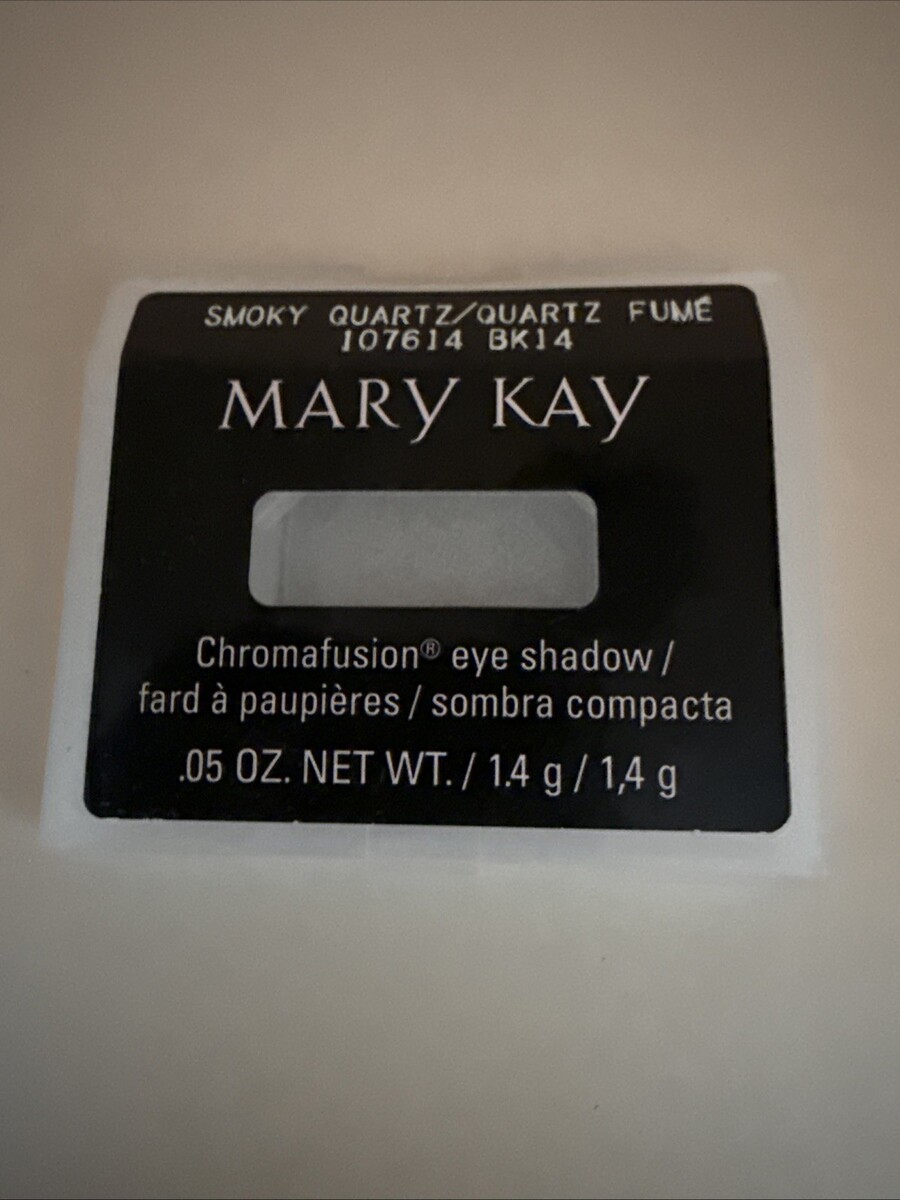 SMOKY QUARTZ/QUARTZ FUMÉ
107614 BK14
MARY KAY
Chromafusion® eye shadow /
fard à paupières / sombra compacta
.05 OZ. NET WT. / 1.4 g / 1,4 g